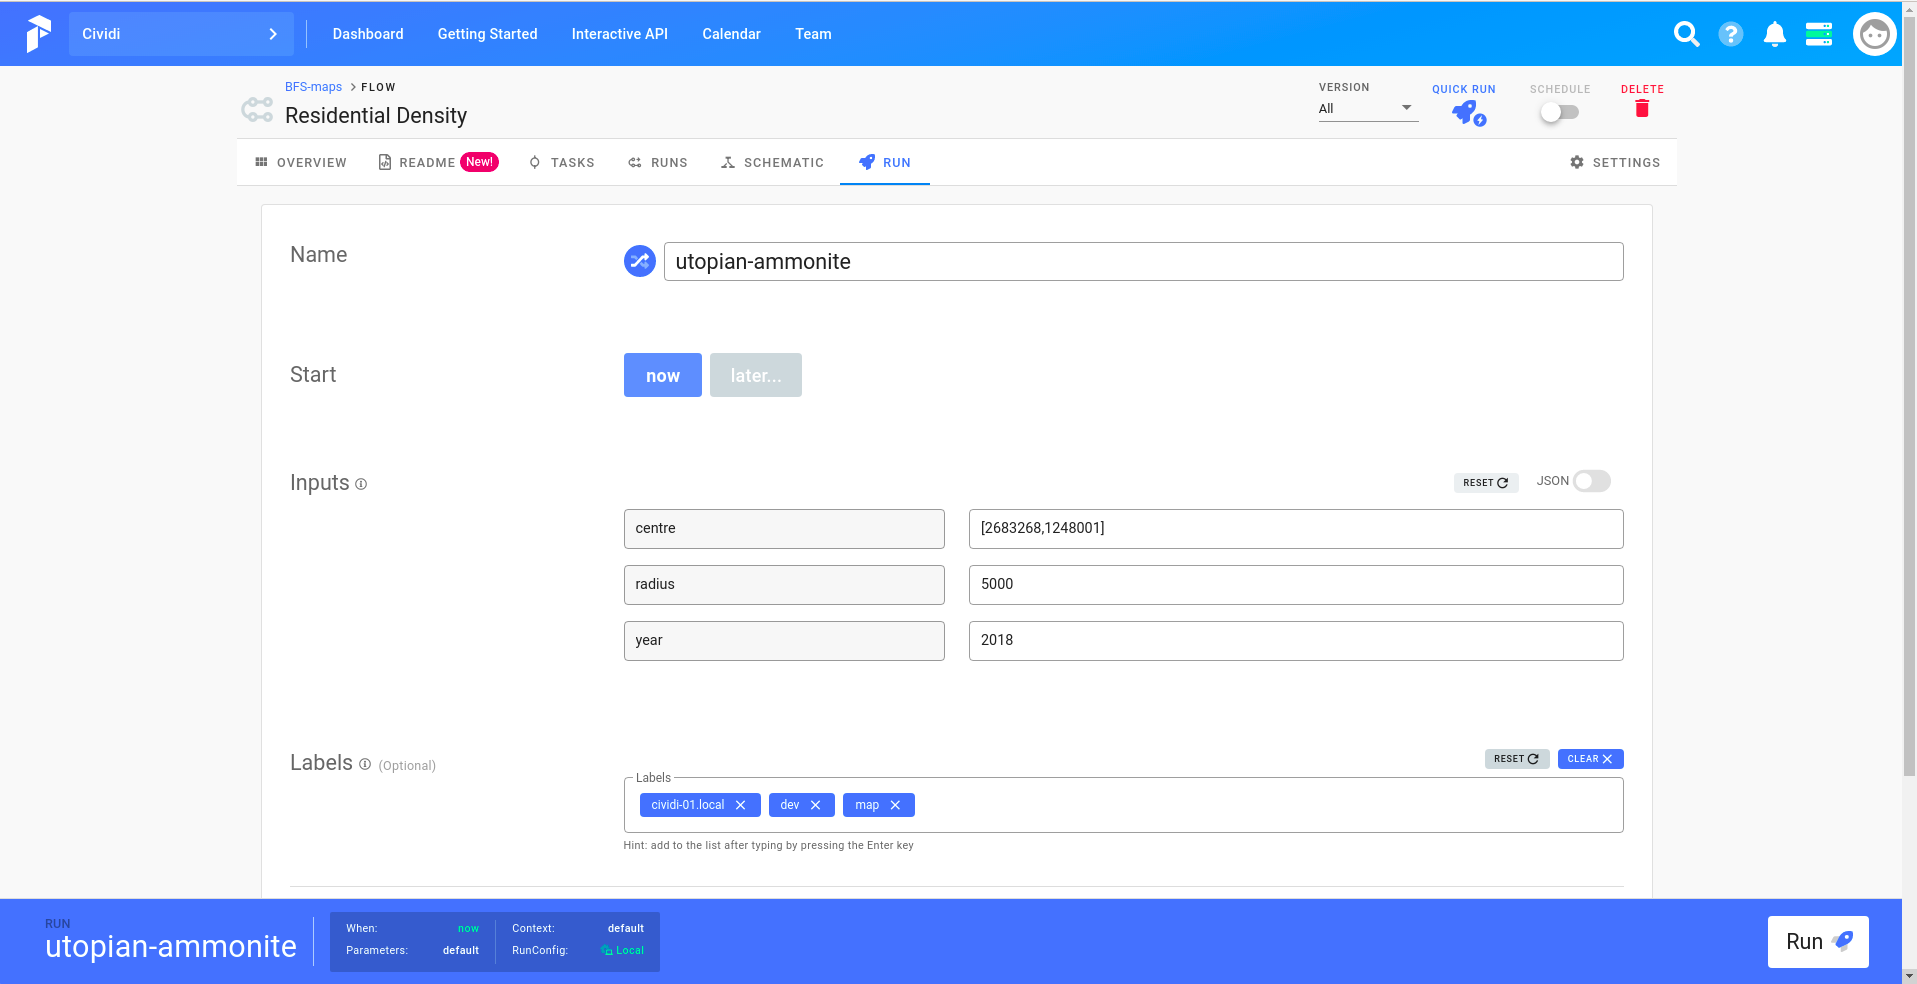 Cividi
Dashboard Getting Started Interactive API Calendar Team
BFS-maps FLOW
Residential Density
VERSION
All
QUICK RUN
SCHEDULE
DELETE
OVERVIEW README New! TASKS RUNS SCHEMATIC RUN SETTINGS
Name
utopian-ammonite
Start
now later...
Inputs
RESET JSON
centre [2683268,1248001]
radius 5000
year 2018
Labels (Optional)
RESET CLEAR
Labels
cividi-01.local dev map
Hint: add to the list after typing by pressing the Enter key
RUN
utopian-ammonite
When: now Context: default
Parameters: default RunConfig: Local
Run